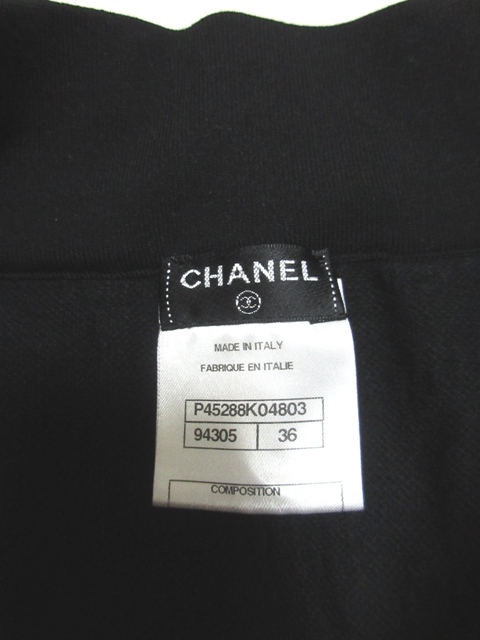 CHANEL
MADE IN ITALY
FABRIQUE EN ITALIE
P45288K04803
94305 36
COMPOSITION